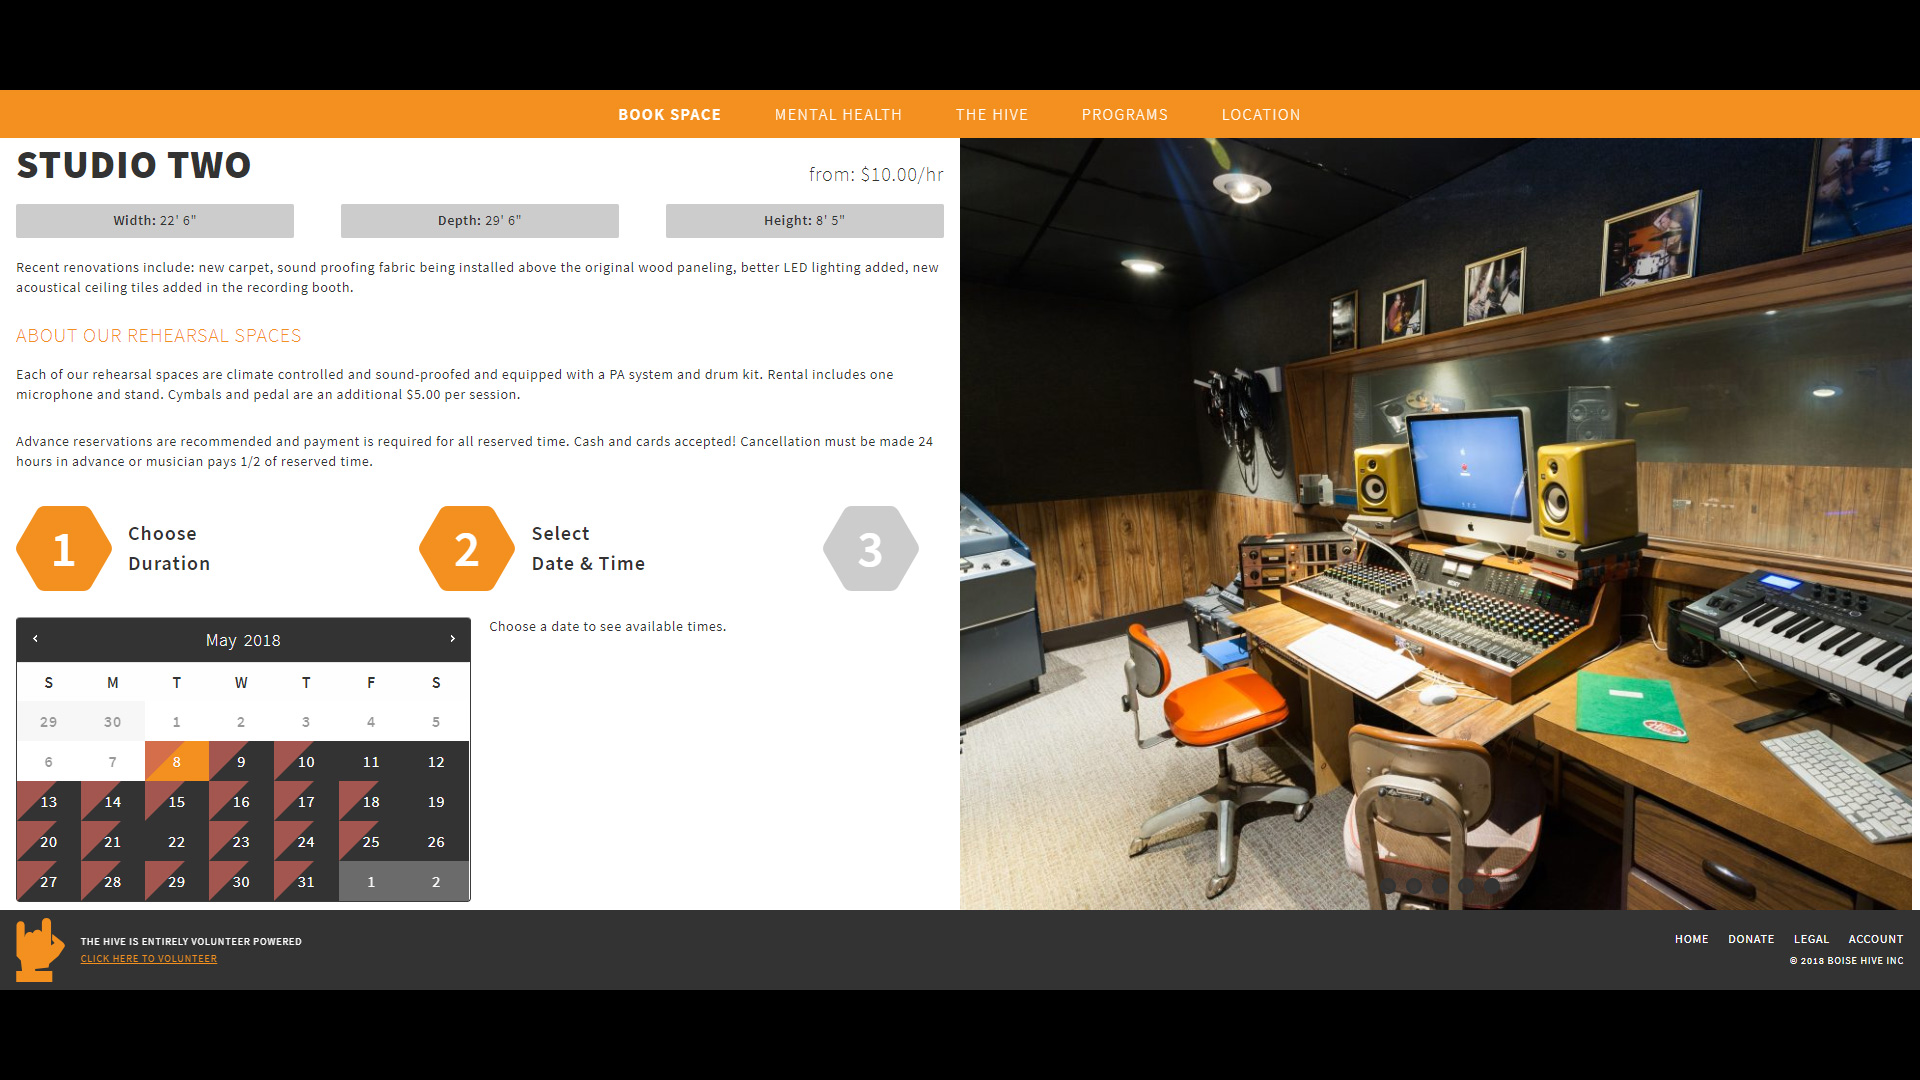 BOOK SPACE MENTAL HEALTH THE HIVE PROGRAMS LOCATION
STUDIO TWO
from: $10.00/hr
Width: 22' 6" Depth: 29' 6" Height: 8' 5"
Recent renovations include: new carpet, sound proofing fabric being installed above the original wood paneling, better LED lighting added, new
acoustical ceiling tiles added in the recording booth.
ABOUT OUR REHEARSAL SPACES
Each of our rehearsal spaces are climate controlled and sound-proofed and equipped with a PA system and drum kit. Rental includes one
microphone and stand. Cymbals and pedal are an additional $5.00 per session.
Advance reservations are recommended and payment is required for all reserved time. Cash and cards accepted! Cancellation must be made 24
hours in advance or musician pays 1/2 of reserved time.
1 Choose
Duration
2 Select
Date & Time
3
‹ May 2018 ›
S M T W T F S
29 30 1 2 3 4 5
6 7 8 9 10 11 12
13 14 15 16 17 18 19
20 21 22 23 24 25 26
27 28 29 30 31 1 2
Choose a date to see available times.
THE HIVE IS ENTIRELY VOLUNTEER POWERED
CLICK HERE TO VOLUNTEER
HOME DONATE LEGAL ACCOUNT
© 2018 BOISE HIVE INC